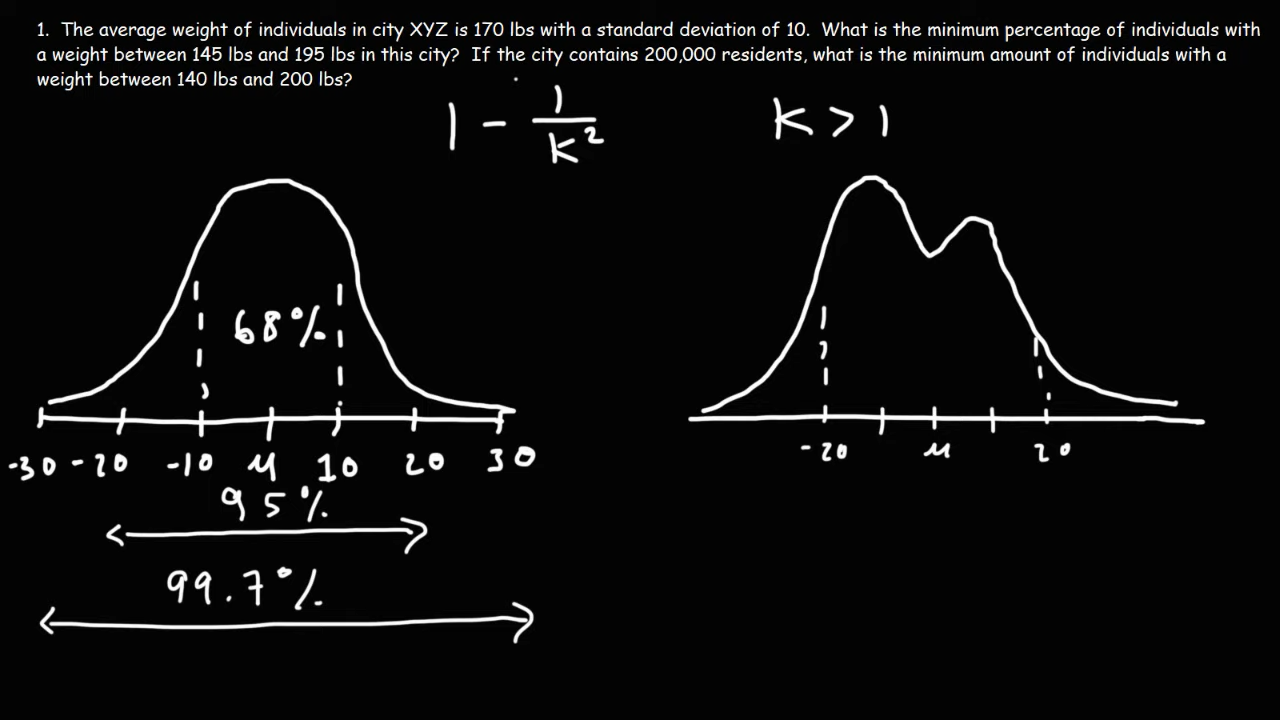 1. The average weight of individuals in city XYZ is 170 lbs with a standard deviation of 10. What is the minimum percentage of individuals with
a weight between 145 lbs and 195 lbs in this city? If the city contains 200,000 residents, what is the minimum amount of individuals with a
weight between 140 lbs and 200 lbs?
1 - 1/k²
k > 1
68%
-30 -20 -10 μ 10 20 30
95%
99.7%
-20 μ 20